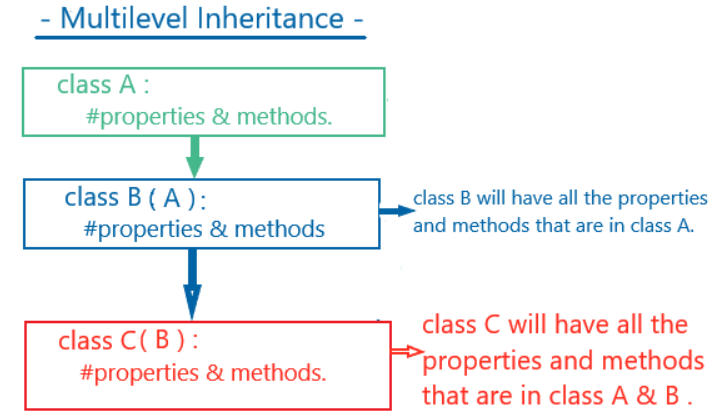 - Multilevel Inheritance -
class A :
#properties & methods.
class B ( A ) :
#properties & methods
class B will have all the properties
and methods that are in class A.
class C( B ) :
#properties & methods.
class C will have all the
properties and methods
that are in class A & B .